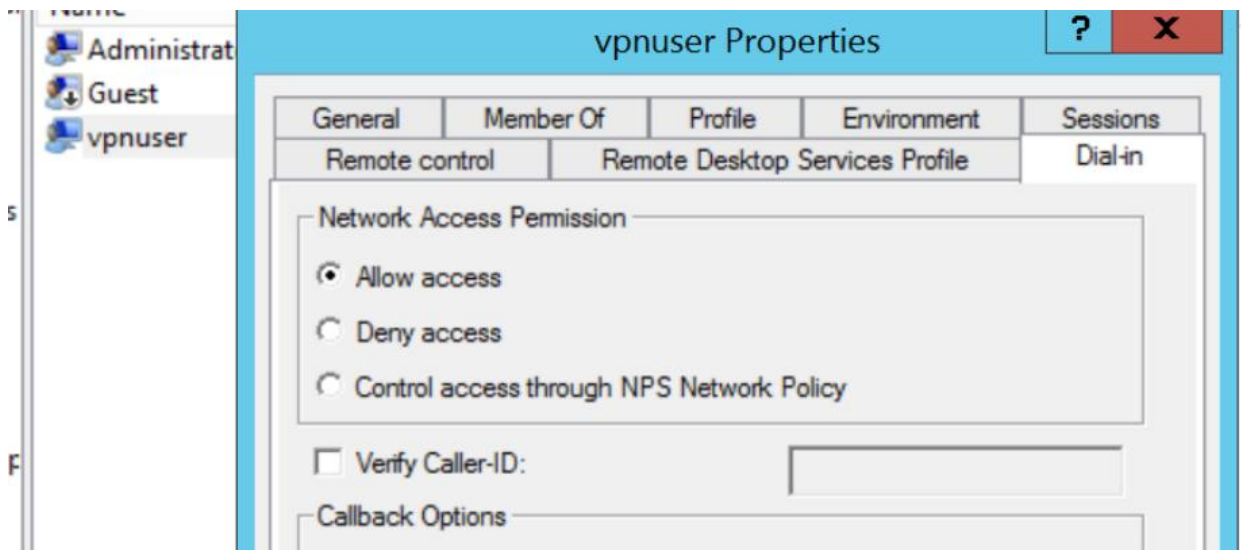 Name
Administrat
Guest
vpnuser
vpnuser Properties
? X
General Member Of Profile Environment Sessions
Remote control Remote Desktop Services Profile Dial-in
Network Access Permission
Allow access
Deny access
Control access through NPS Network Policy
Verify Caller-ID:
Callback Options